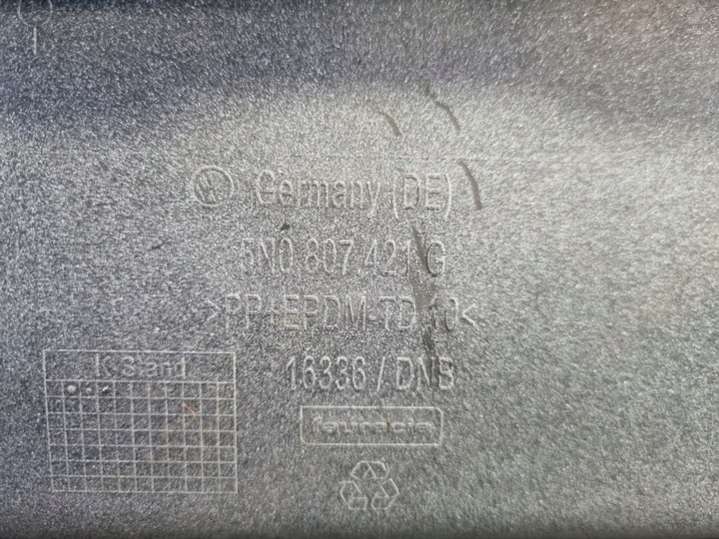 Germany (DE)
5N0.807.421 G
>PP+EPDM-TD 10<
16336 / DNB
K Stand
faurecia